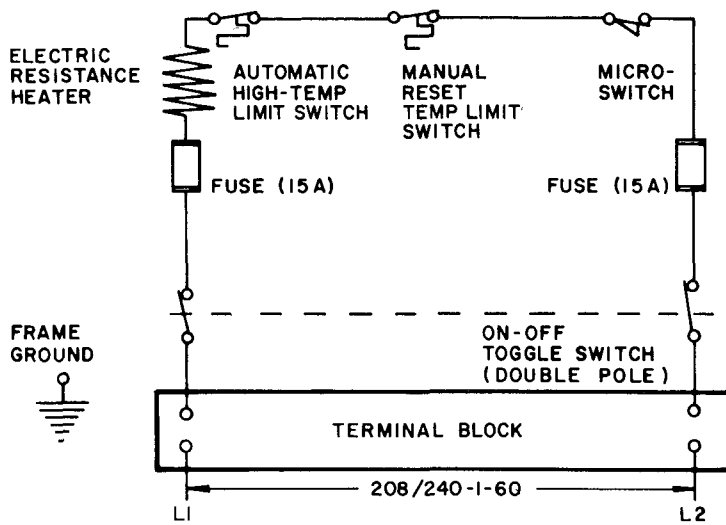 ELECTRIC
RESISTANCE
HEATER
AUTOMATIC
HIGH-TEMP
LIMIT SWITCH
MANUAL
RESET
TEMP LIMIT
SWITCH
MICRO-
SWITCH
FUSE (15A)
FUSE (15A)
FRAME
GROUND
ON-OFF
TOGGLE SWITCH
(DOUBLE POLE)
TERMINAL BLOCK
208/240-1-60
L1
L2